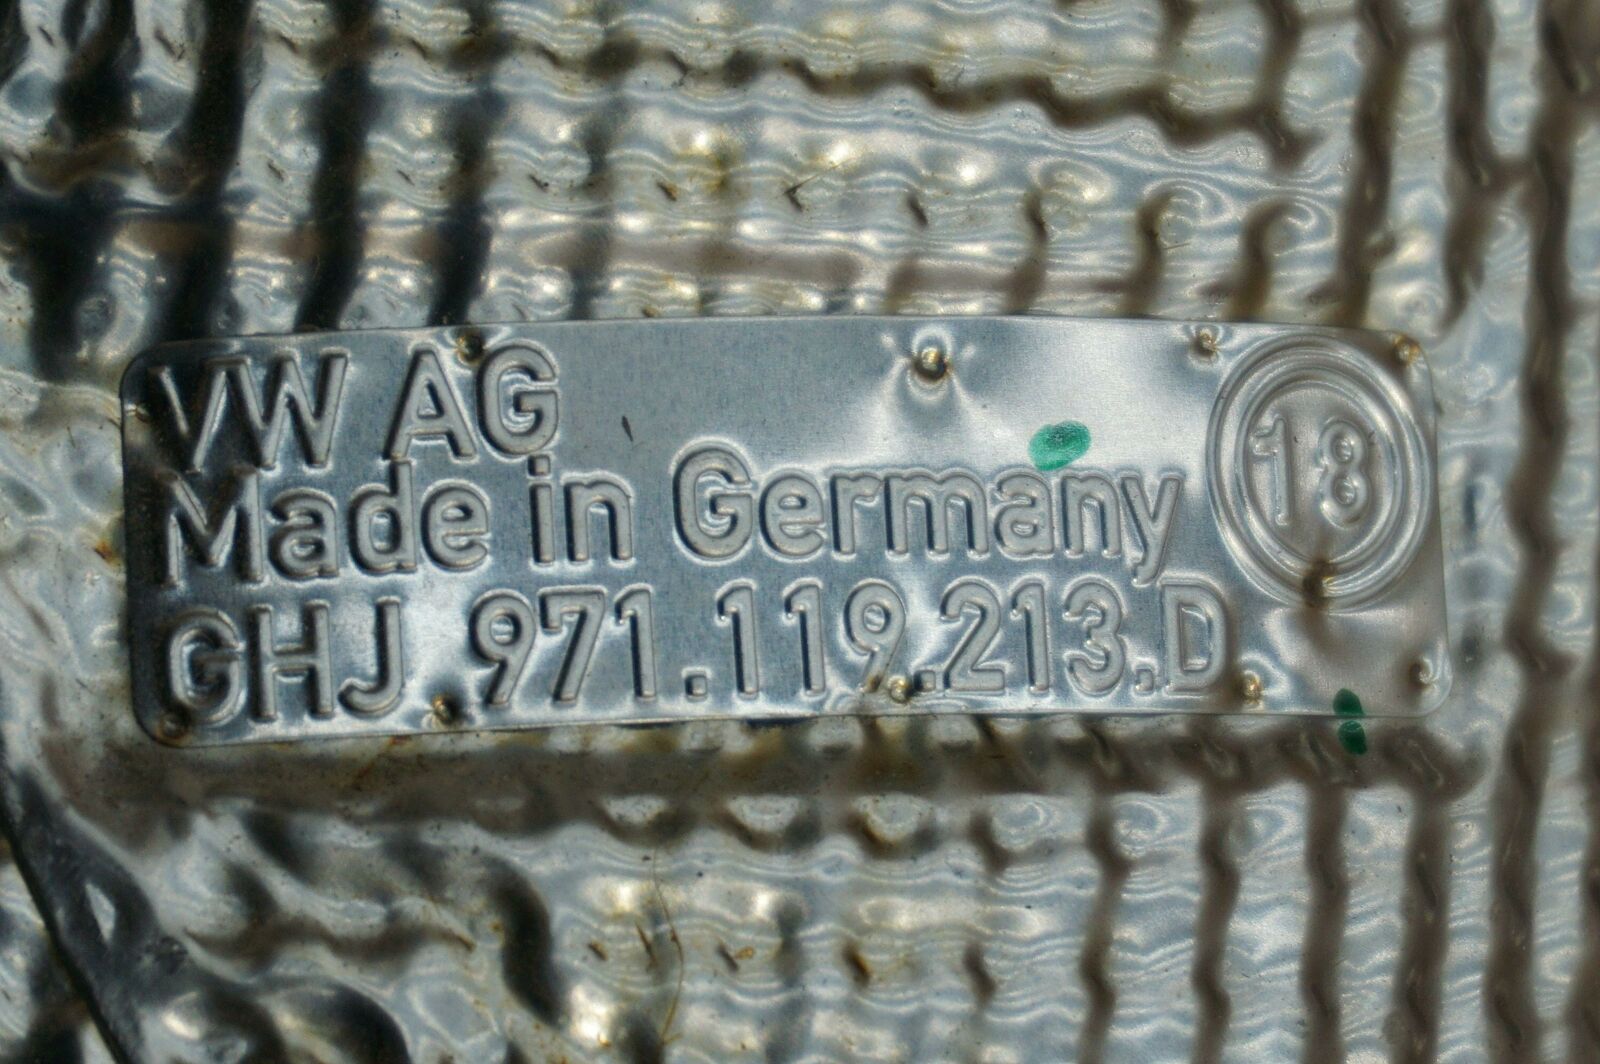 VW AG
18
Made in Germany
GHJ 971.119.213.D